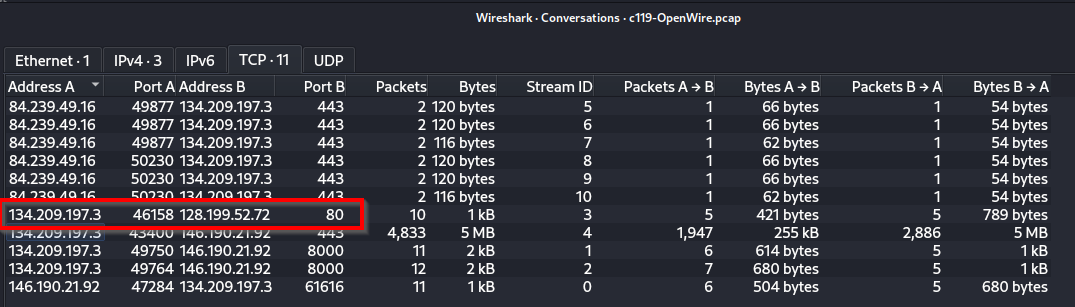 Wireshark · Conversations · c119-OpenWire.pcap
Ethernet · 1 IPv4 · 3 IPv6 TCP · 11 UDP
Address A Port A Address B Port B Packets Bytes Stream ID Packets A → B Bytes A → B Packets B → A Bytes B → A
84.239.49.16 49877 134.209.197.3 443 2 120 bytes 5 1 66 bytes 1 54 bytes
84.239.49.16 49877 134.209.197.3 443 2 120 bytes 6 1 66 bytes 1 54 bytes
84.239.49.16 49877 134.209.197.3 443 2 116 bytes 7 1 62 bytes 1 54 bytes
84.239.49.16 50230 134.209.197.3 443 2 120 bytes 8 1 66 bytes 1 54 bytes
84.239.49.16 50230 134.209.197.3 443 2 120 bytes 9 1 66 bytes 1 54 bytes
84.239.49.16 50230 134.209.197.3 443 2 116 bytes 10 1 62 bytes 1 54 bytes
134.209.197.3 46158 128.199.52.72 80 10 1 kB 3 5 421 bytes 5 789 bytes
134.209.197.3 43400 146.190.21.92 443 4,833 5 MB 4 1,947 255 kB 2,886 5 MB
134.209.197.3 49750 146.190.21.92 8000 11 2 kB 1 6 614 bytes 5 1 kB
134.209.197.3 49764 146.190.21.92 8000 12 2 kB 2 7 680 bytes 5 1 kB
146.190.21.92 47284 134.209.197.3 61616 11 1 kB 0 6 504 bytes 5 680 bytes